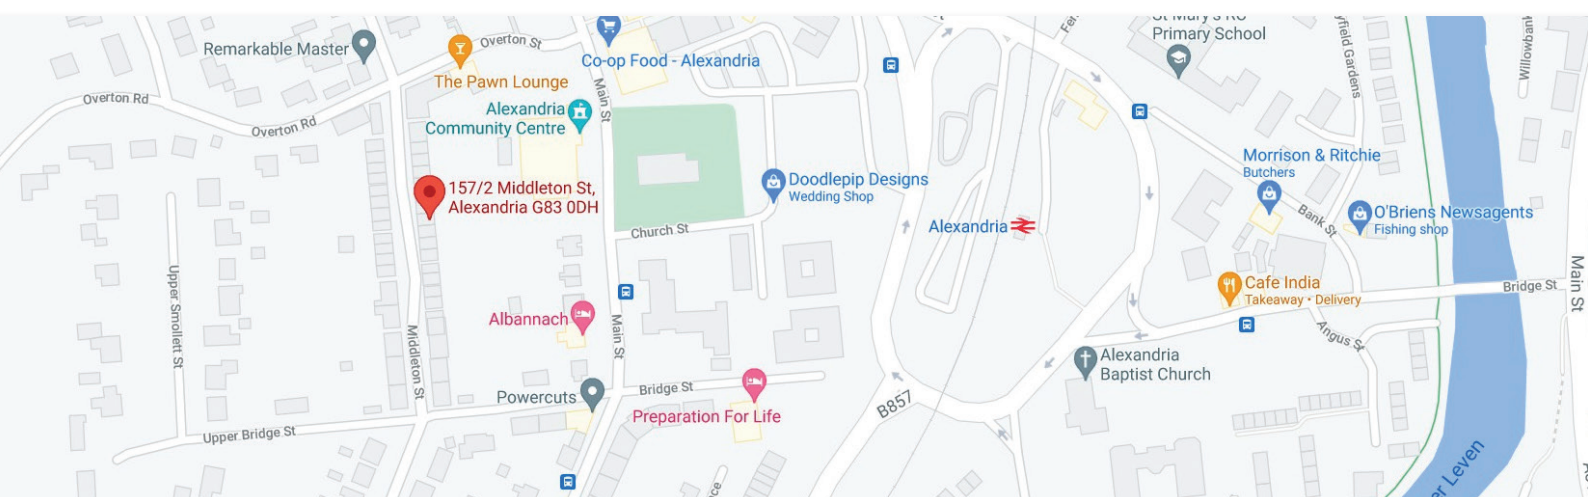 St Mary's RC
Primary School
Remarkable Master
Overton St
Co-op Food - Alexandria
The Pawn Lounge
Overton Rd
Overton Rd
Main St
Alexandria
Community Centre
157/2 Middleton St,
Alexandria G83 0DH
Doodlepip Designs
Wedding Shop
Church St
Alexandria
Morrison & Ritchie
Butchers
Bank St
O'Briens Newsagents
Fishing shop
Cafe India
Takeaway • Delivery
Bridge St
Main St
Angus St
Upper Smollett St
Middleton St
Albannach
Main St
Alexandria
Baptist Church
Powercuts
Bridge St
Preparation For Life
B857
Upper Bridge St
Leven